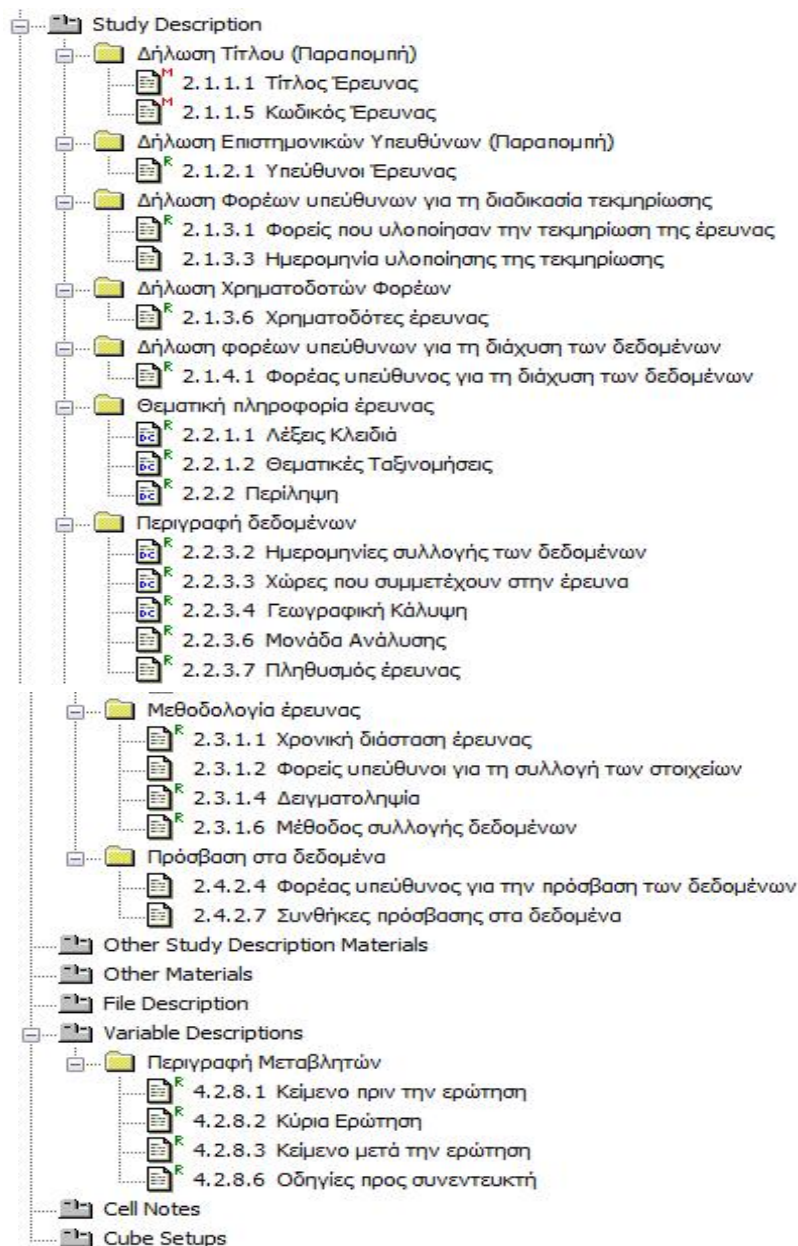 Study Description
Δήλωση Τίτλου (Παραπομπή)
M 2.1.1.1 Τίτλος Έρευνας
M 2.1.1.5 Κωδικός Έρευνας
Δήλωση Επιστημονικών Υπευθύνων (Παραπομπή)
R 2.1.2.1 Υπεύθυνοι Έρευνας
Δήλωση Φορέων υπεύθυνων για τη διαδικασία τεκμηρίωσης
R 2.1.3.1 Φορείς που υλοποίησαν την τεκμηρίωση της έρευνας
2.1.3.3 Ημερομηνία υλοποίησης της τεκμηρίωσης
Δήλωση Χρηματοδοτών Φορέων
R 2.1.3.6 Χρηματοδότες έρευνας
Δήλωση φορέων υπεύθυνων για τη διάχυση των δεδομένων
R 2.1.4.1 Φορέας υπεύθυνος για τη διάχυση των δεδομένων
Θεματική πληροφορία έρευνας
DC R 2.2.1.1 Λέξεις Κλειδιά
DC R 2.2.1.2 Θεματικές Ταξινομήσεις
DC R 2.2.2 Περίληψη
Περιγραφή δεδομένων
DC R 2.2.3.2 Ημερομηνίες συλλογής των δεδομένων
DC R 2.2.3.3 Χώρες που συμμετέχουν στην έρευνα
DC R 2.2.3.4 Γεωγραφική Κάλυψη
R 2.2.3.6 Μονάδα Ανάλυσης
R 2.2.3.7 Πληθυσμός έρευνας
Μεθοδολογία έρευνας
R 2.3.1.1 Χρονική διάσταση έρευνας
2.3.1.2 Φορείς υπεύθυνοι για τη συλλογή των στοιχείων
R 2.3.1.4 Δειγματοληψία
R 2.3.1.6 Μέθοδος συλλογής δεδομένων
Πρόσβαση στα δεδομένα
2.4.2.4 Φορέας υπεύθυνος για την πρόσβαση των δεδομένων
2.4.2.7 Συνθήκες πρόσβασης στα δεδομένα
Other Study Description Materials
Other Materials
File Description
Variable Descriptions
Περιγραφή Μεταβλητών
R 4.2.8.1 Κείμενο πριν την ερώτηση
R 4.2.8.2 Κύρια Ερώτηση
R 4.2.8.3 Κείμενο μετά την ερώτηση
R 4.2.8.6 Οδηγίες προς συνεντευκτή
Cell Notes
Cube Setups